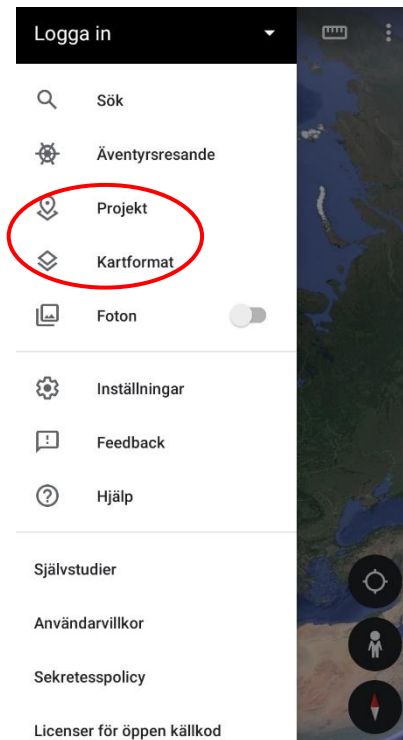 Logga in
Sök
Äventyrsresande
Projekt
Kartformat
Foton
Inställningar
Feedback
Hjälp
Självstudier
Användarvillkor
Sekretesspolicy
Licenser för öppen källkod